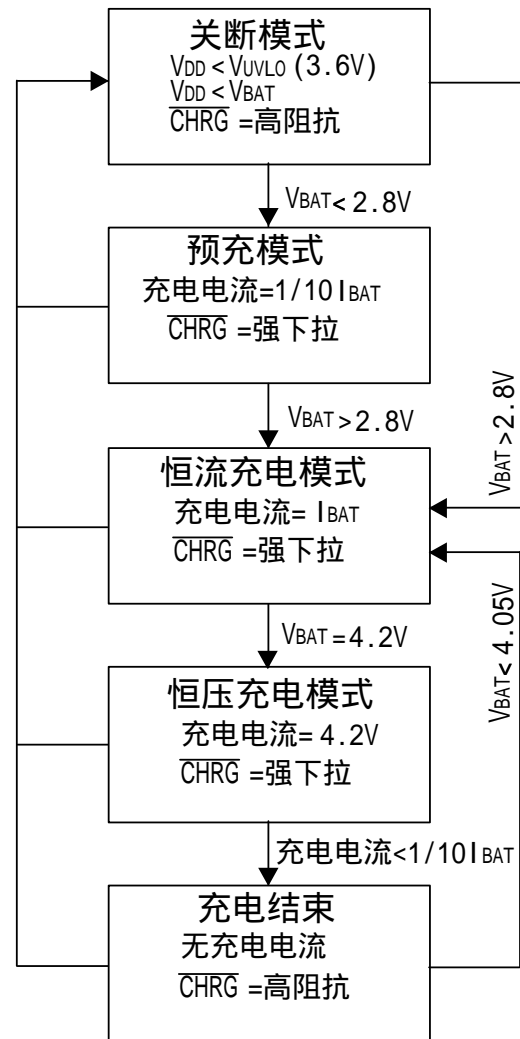 关断模式
VDD < VUVLO (3.6V)
VDD < VBAT
CHRG =高阻抗
VBAT < 2.8V
预充模式
充电电流=1/10IBAT
CHRG =强下拉
VBAT > 2.8V
VBAT > 2.8V
恒流充电模式
充电电流= IBAT
CHRG =强下拉
VBAT = 4.2V
VBAT < 4.05V
恒压充电模式
充电电流= 4.2V
CHRG =强下拉
充电电流<1/10IBAT
充电结束
无充电电流
CHRG =高阻抗